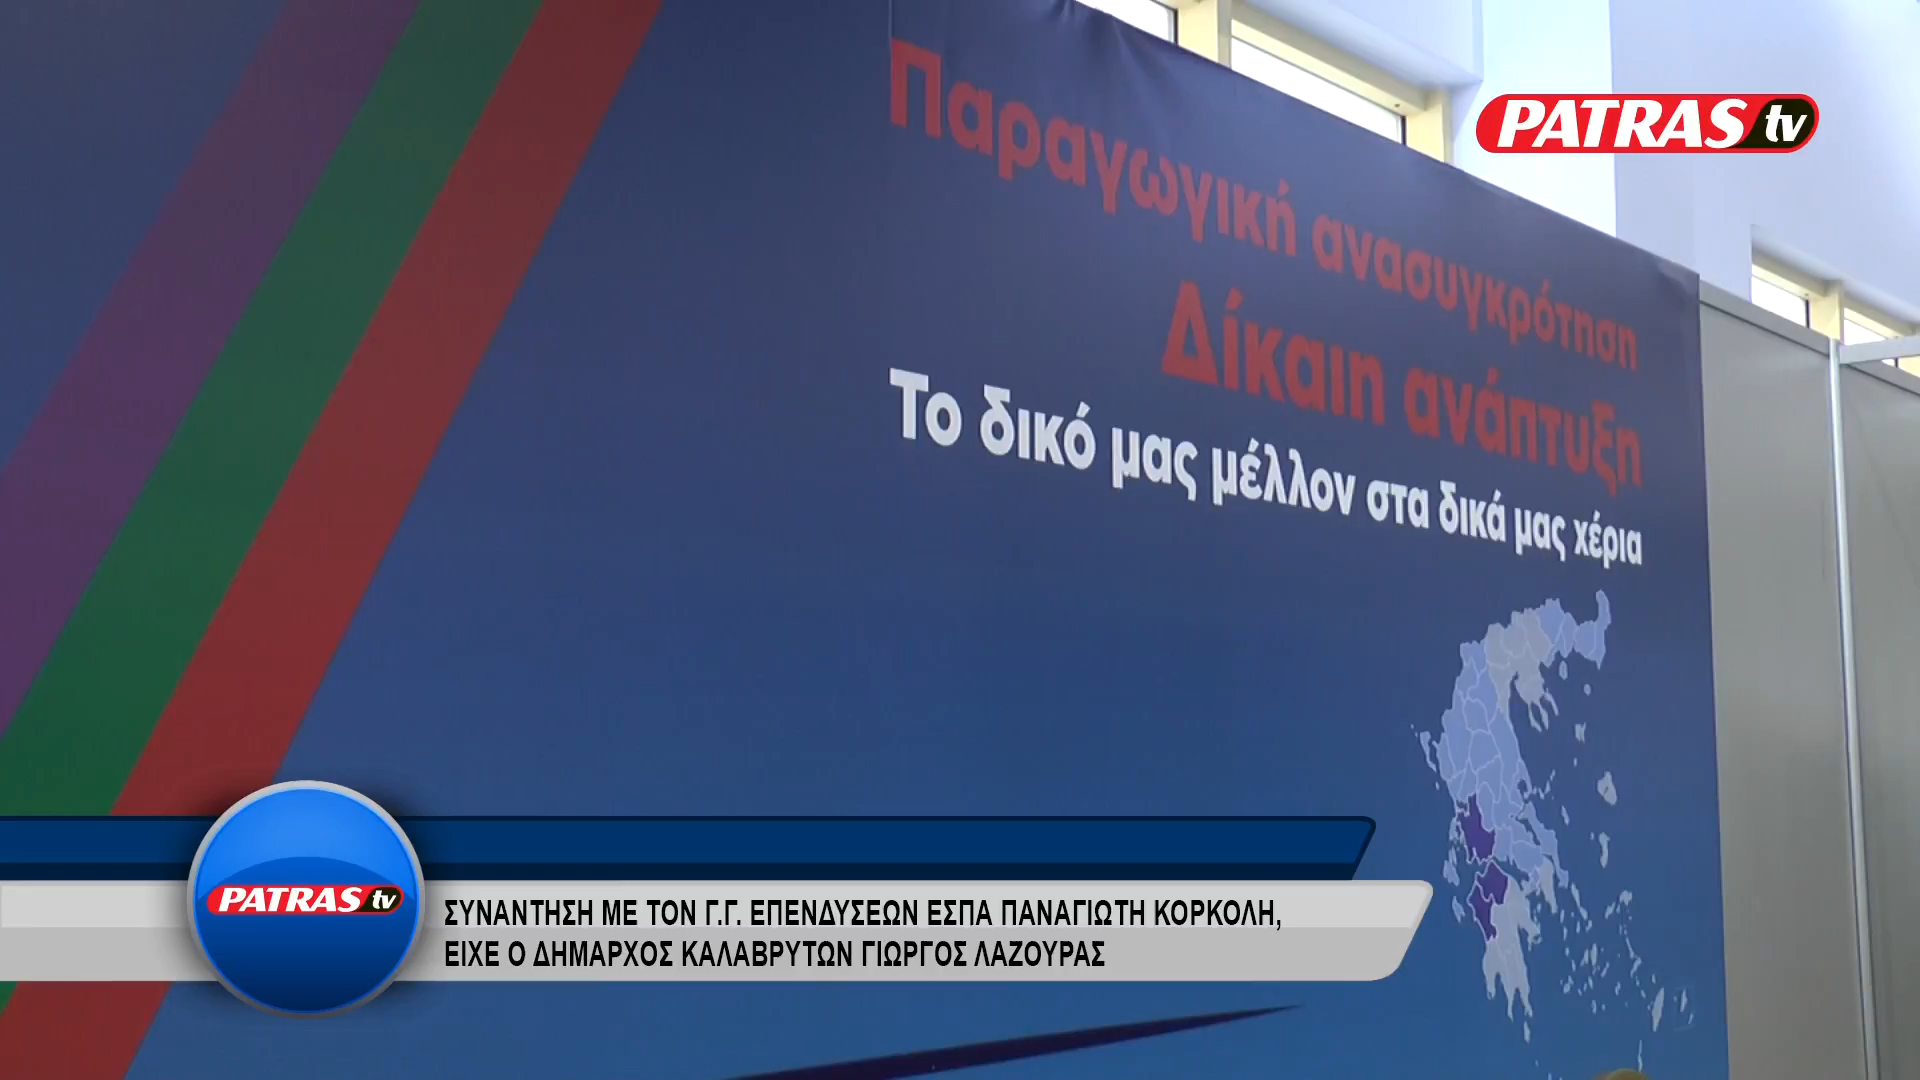 PATRAS tv
Παραγωγική ανασυγκρότηση
Δίκαιη ανάπτυξη
Το δικό μας μέλλον στα δικά μας χέρια
PATRAS tv
ΣΥΝΑΝΤΗΣΗ ΜΕ ΤΟΝ Γ.Γ. ΕΠΕΝΔΥΣΕΩΝ ΕΣΠΑ ΠΑΝΑΓΙΩΤΗ ΚΟΡΚΟΛΗ,
ΕΙΧΕ Ο ΔΗΜΑΡΧΟΣ ΚΑΛΑΒΡΥΤΩΝ ΓΙΩΡΓΟΣ ΛΑΖΟΥΡΑΣ